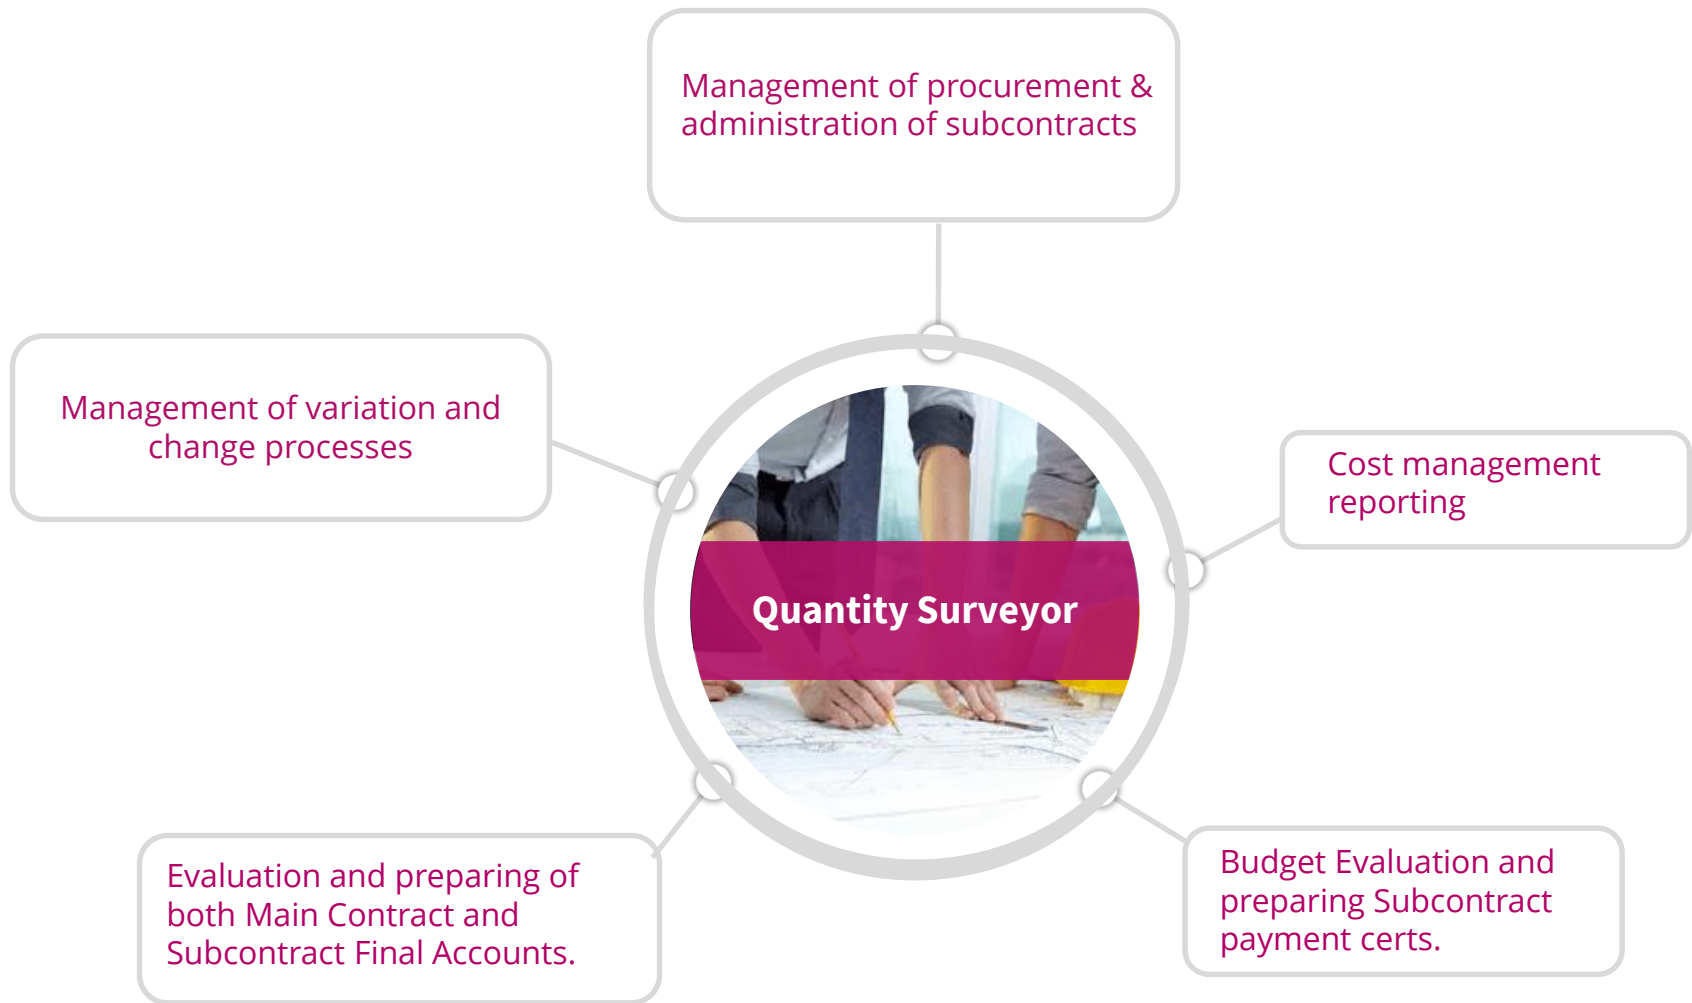 Management of procurement &
administration of subcontracts
Management of variation and
change processes
Cost management
reporting
Quantity Surveyor
Evaluation and preparing of
both Main Contract and
Subcontract Final Accounts.
Budget Evaluation and
preparing Subcontract
payment certs.